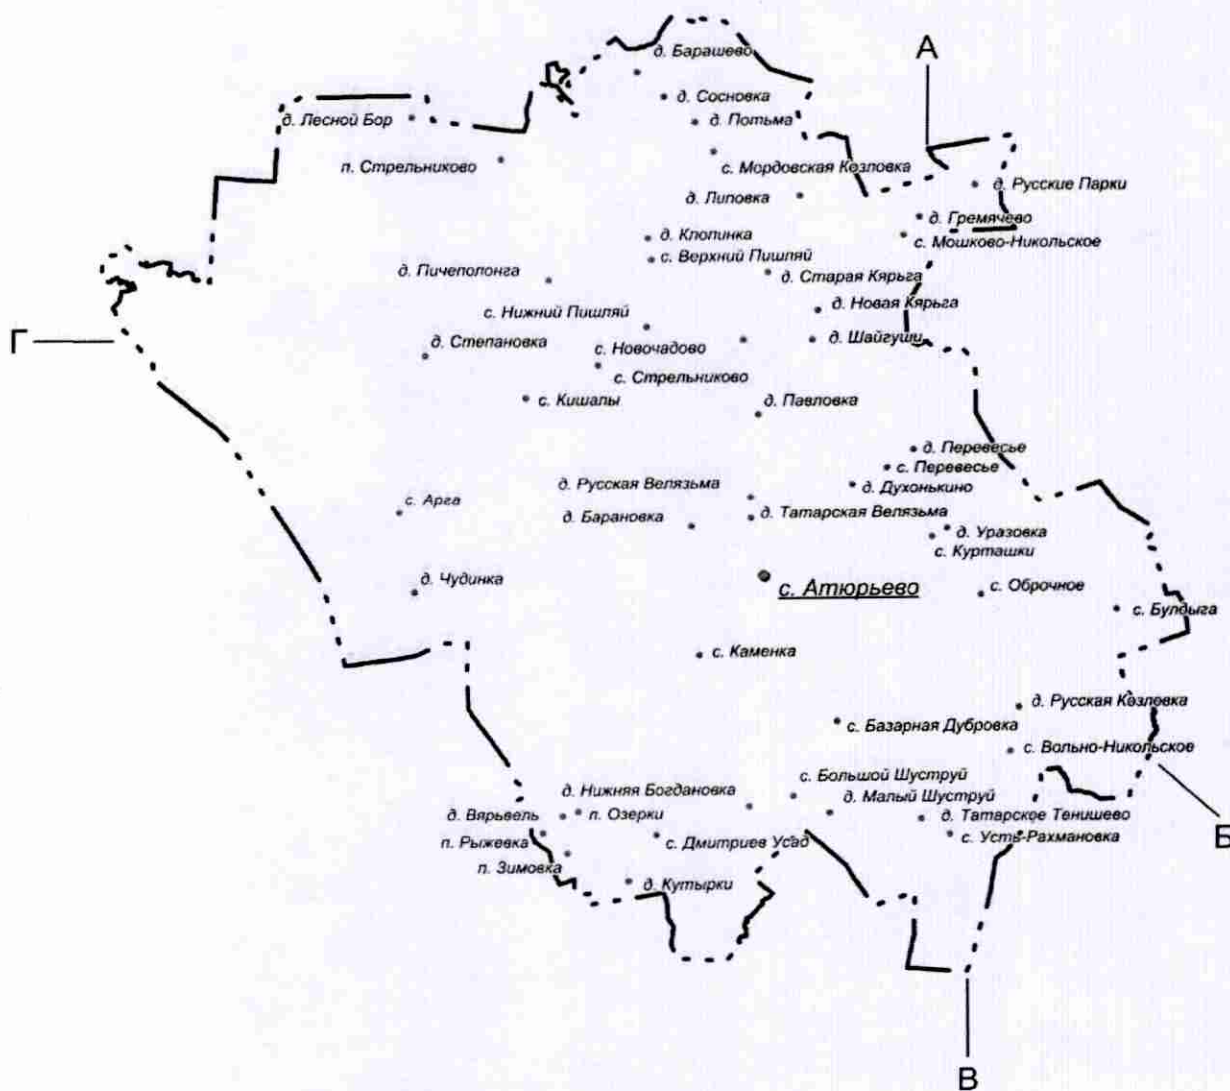 А
д. Барашево
д. Сосновка
д. Лесной Бор
д. Потьма
п. Стрельниково
с. Мордовская Козловка
д. Русские Парки
д. Липовка
д. Гремячево
д. Клопинка
с. Мошково-Никольское
с. Верхний Пишляй
д. Пичеполонга
д. Старая Кярьга
д. Новая Кярьга
с. Нижний Пишляй
Г
д. Степановка
с. Новочадово
д. Шайгуши
с. Стрельниково
с. Кишалы
д. Павловка
д. Перевесье
с. Перевесье
д. Русская Велязьма
д. Духонькино
с. Арга
д. Барановка
д. Татарская Велязьма
д. Уразовка
с. Курташки
д. Чудинка
с. Атюрьево
с. Оброчное
с. Булдыга
с. Каменка
д. Русская Козловка
с. Базарная Дубровка
с. Вольно-Никольское
с. Большой Шуструй
д. Нижняя Богдановка
д. Малый Шуструй
д. Вярьвель
п. Озерки
д. Татарское Тенишево
Б
п. Рыжевка
с. Дмитриев Усад
с. Усть-Рахмановка
п. Зимовка
д. Кутырки
В